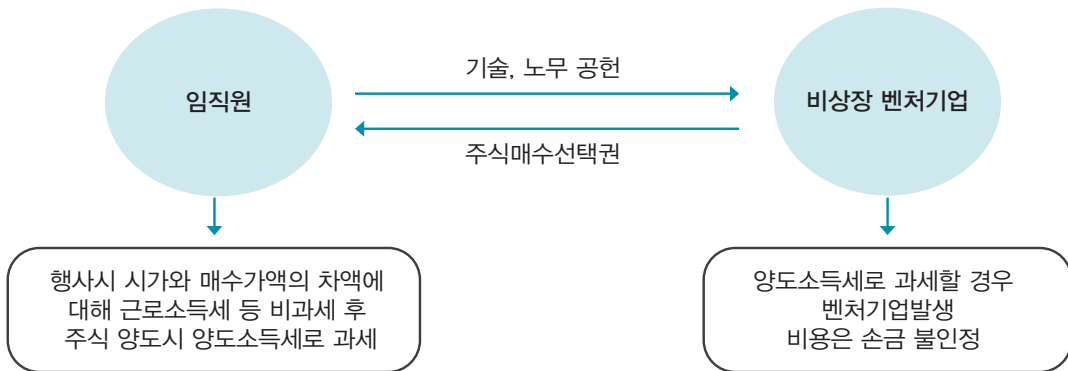 임직원
기술, 노무 공헌
비상장 벤처기업
주식매수선택권
행사시 시가와 매수가액의 차액에
대해 근로소득세 등 비과세 후
주식 양도시 양도소득세로 과세
양도소득세로 과세할 경우
벤처기업발생
비용은 손금 불인정